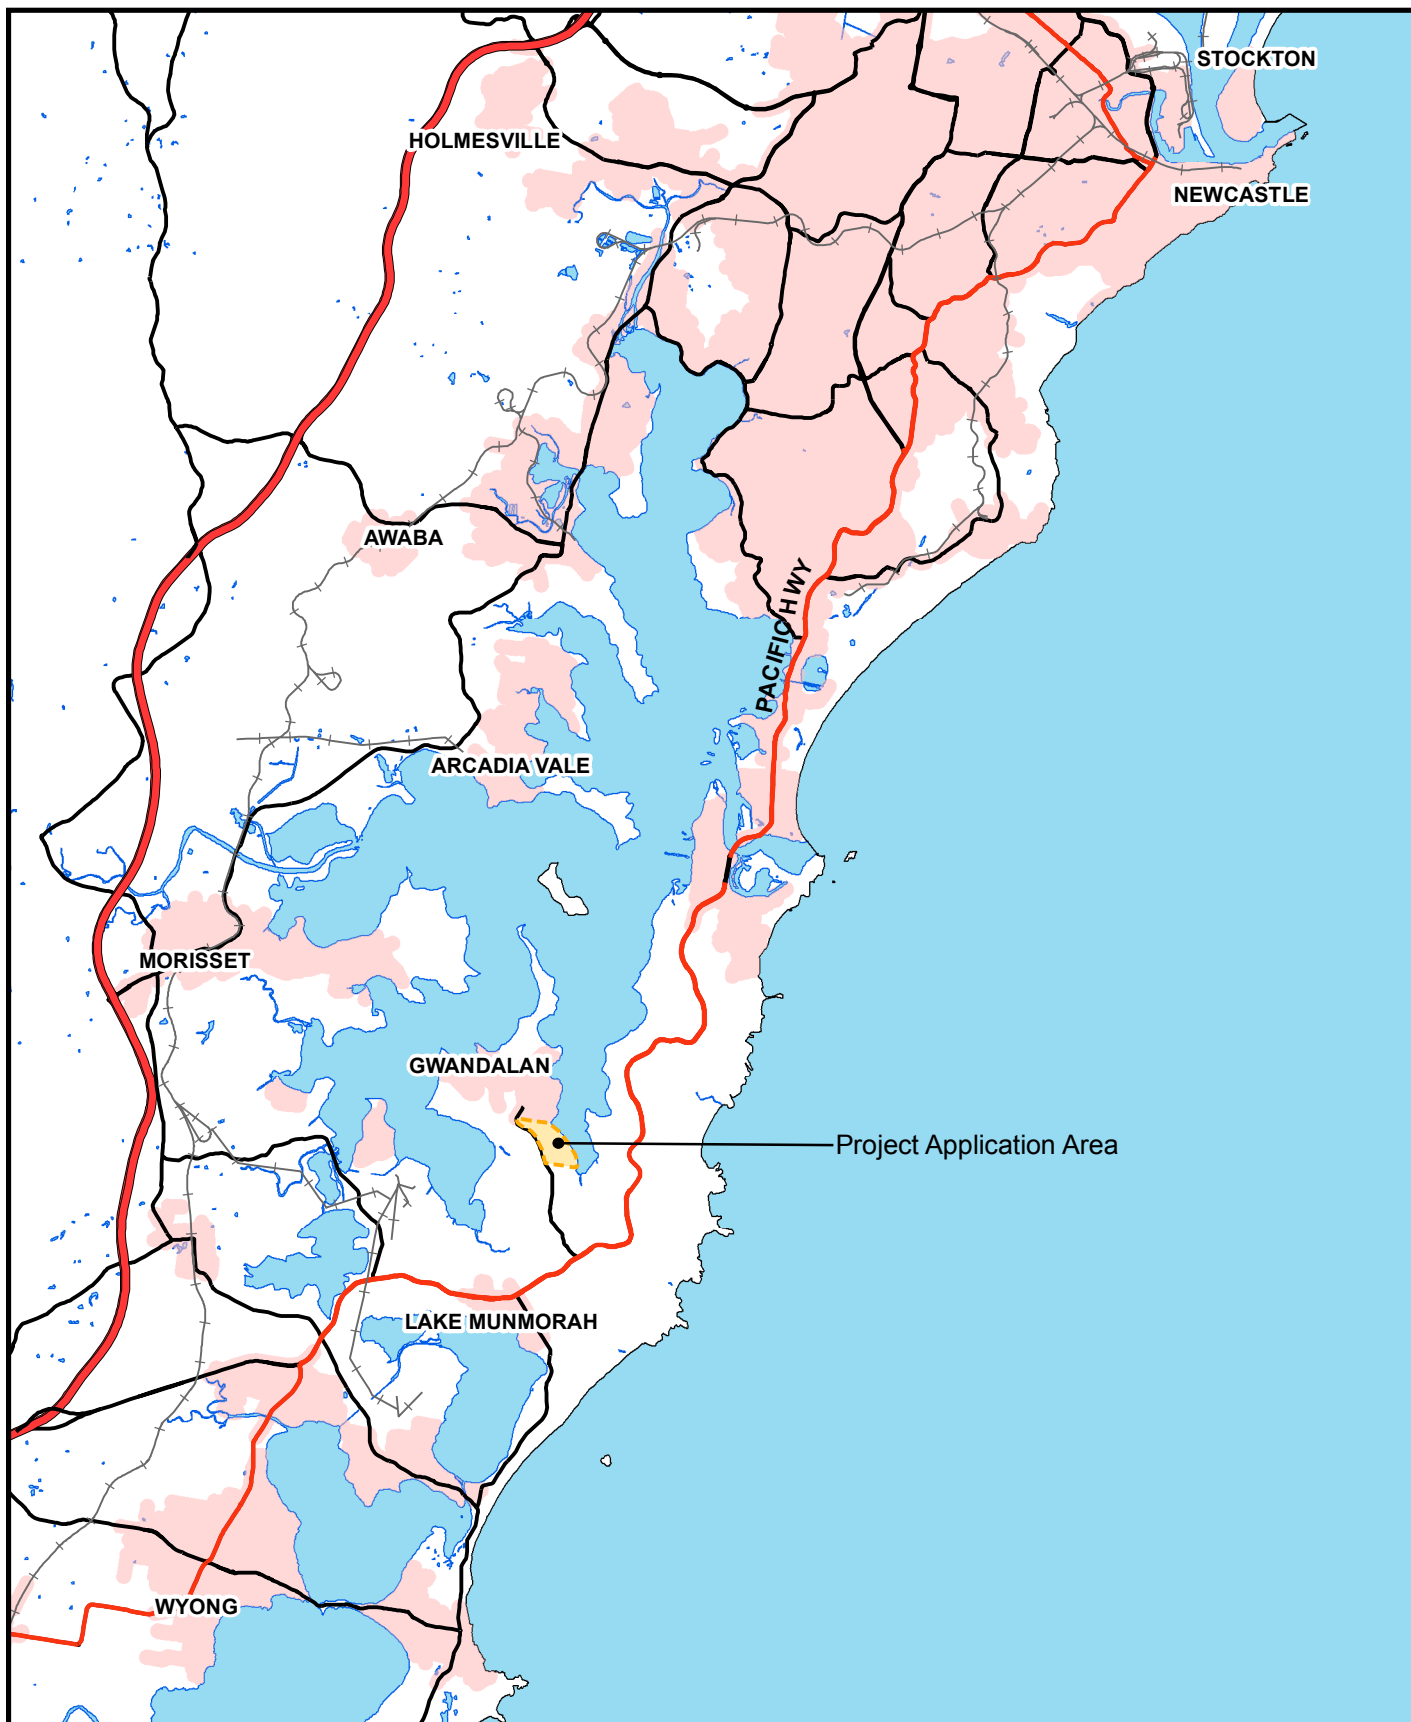 STOCKTON
HOLMESVILLE
NEWCASTLE
AWABA
PACIFIC HWY
ARCADIA VALE
MORISSET
GWANDALAN
Project Application Area
LAKE MUNMORAH
WYONG